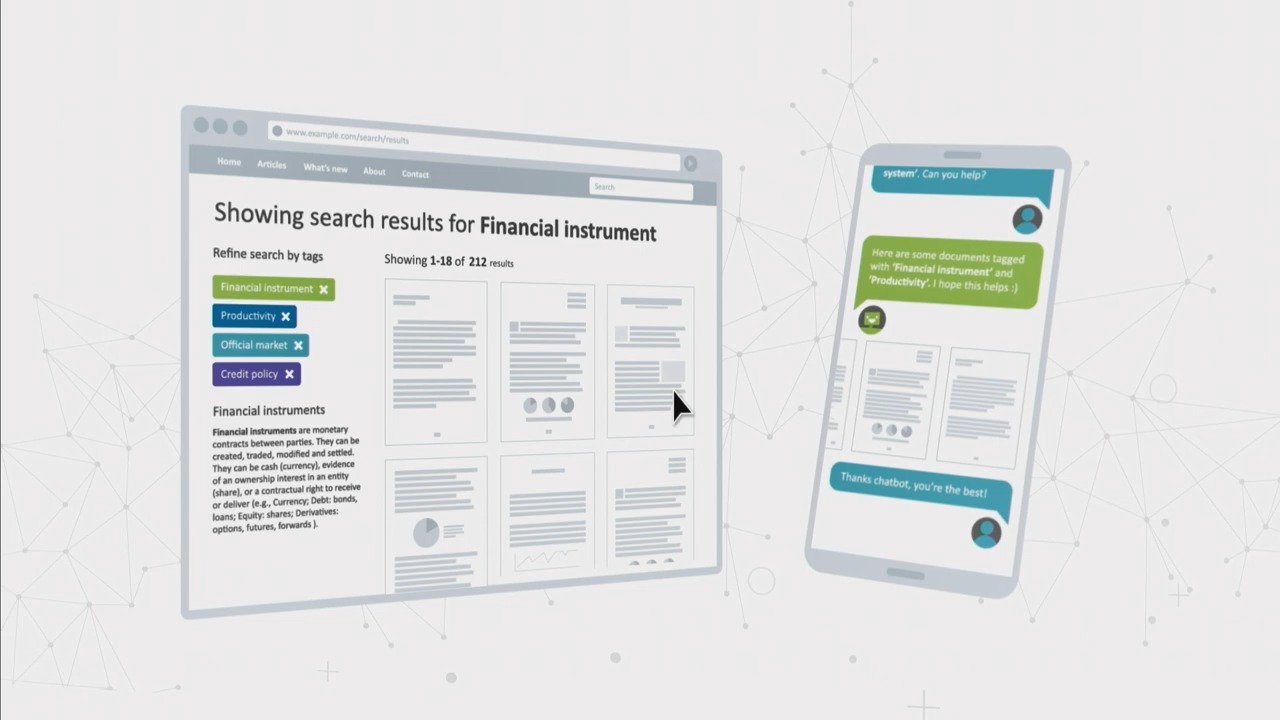 www.example.com/search/results
Home Articles What's new About Contact
Search
Showing search results for Financial instrument
Refine search by tags
Financial instrument
Productivity
Official market
Credit policy
Financial instruments
Financial instruments are monetary
contracts between parties. They can be
created, traded, modified and settled.
They can be cash (currency), evidence
of an ownership interest in an entity
(share), or a contractual right to receive
or deliver (e.g., Currency; Debt: bonds,
loans; Equity: shares; Derivatives:
options, futures, forwards ).
Showing 1-18 of 212 results
system'. Can you help?
Here are some documents tagged
with 'Financial instrument' and
'Productivity'. I hope this helps :)
Thanks chatbot, you're the best!